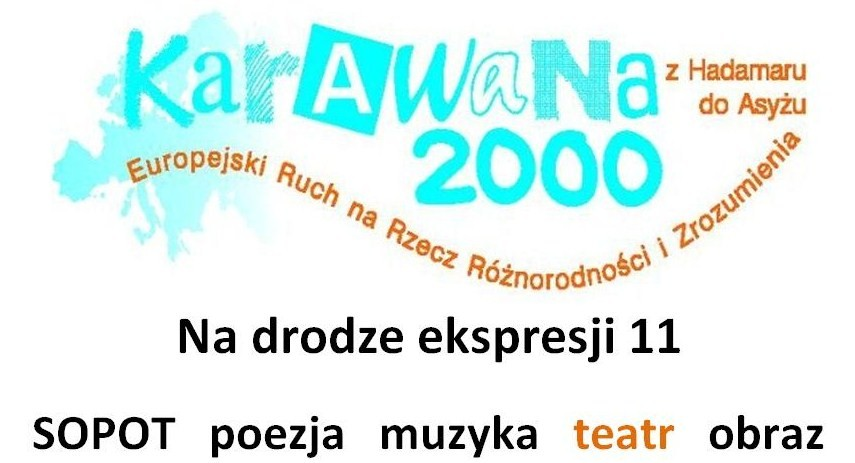 KarAWaNa
2000
z Hadamaru
do Asyżu
Europejski Ruch na Rzecz Różnorodności i Zrozumienia
Na drodze ekspresji 11
SOPOT poezja muzyka teatr obraz